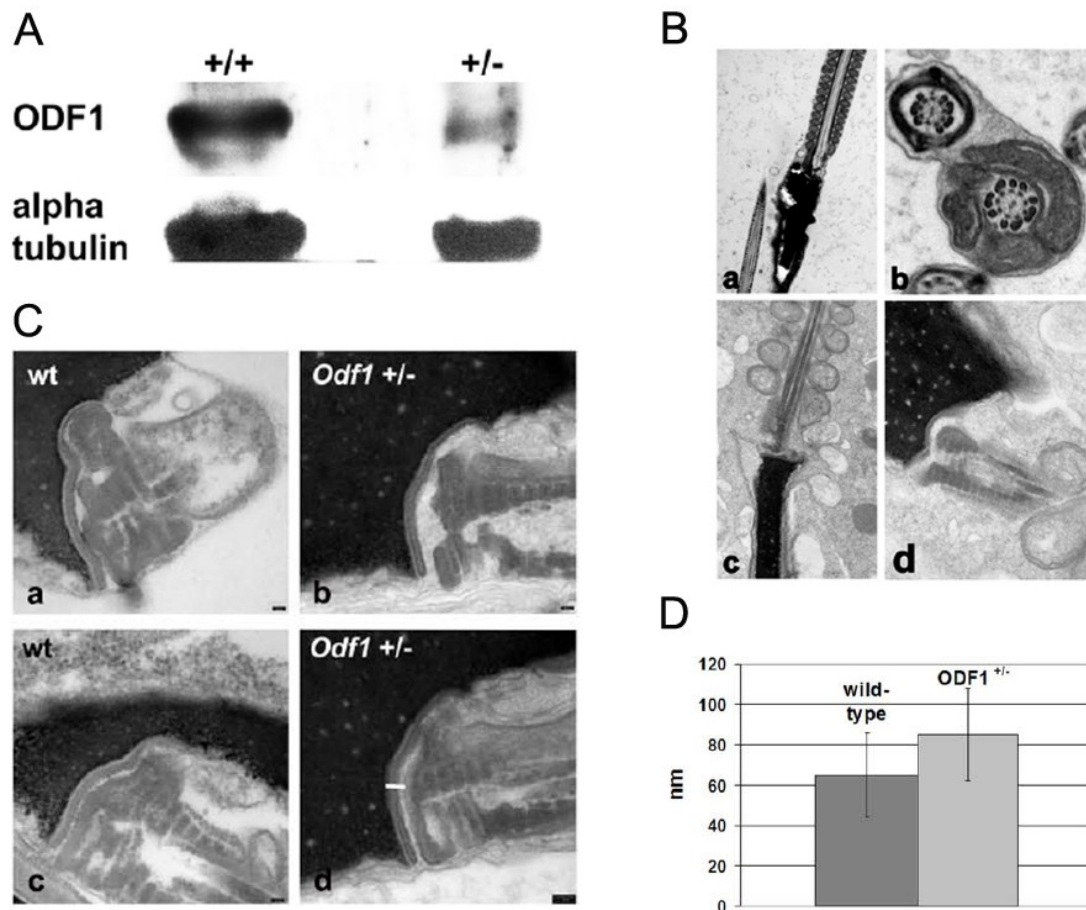 A
+/+ +/-
ODF1
alpha
tubulin
B
a
b
c
d
C
wt
a
Odf1 +/-
b
wt
c
Odf1 +/-
d
D
120
100
80
60
40
20
0
nm
wild-
type
ODF1 +/-